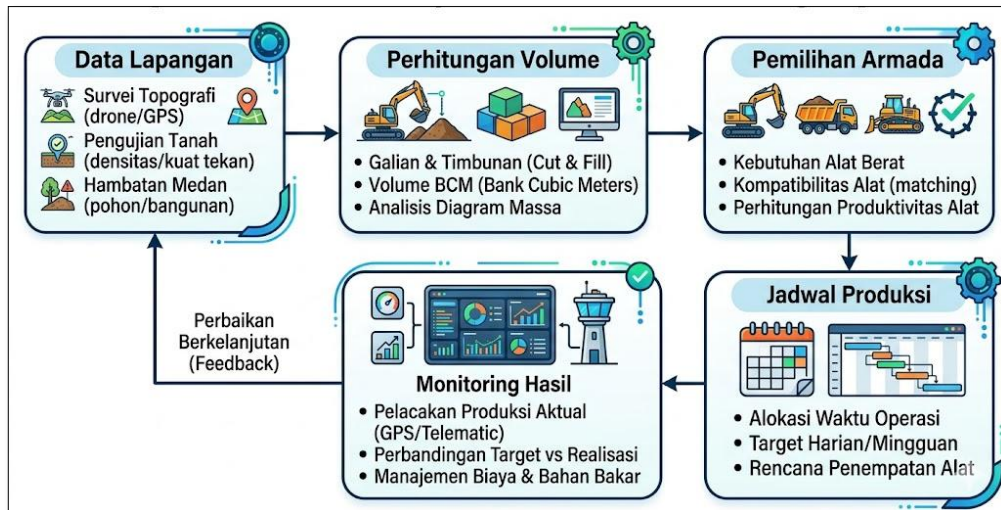 Data Lapangan
Survei Topografi
(drone/GPS)
Pengujian Tanah
(densitas/kuat tekan)
Hambatan Medan
(pohon/bangunan)
Perhitungan Volume
• Galian & Timbunan (Cut & Fill)
• Volume BCM (Bank Cubic Meters)
• Analisis Diagram Massa
Pemilihan Armada
• Kebutuhan Alat Berat
• Kompatibilitas Alat (matching)
• Perhitungan Produktivitas Alat
Jadwal Produksi
• Alokasi Waktu Operasi
• Target Harian/Mingguan
• Rencana Penempatan Alat
Monitoring Hasil
• Pelacakan Produksi Aktual
(GPS/Telematic)
• Perbandingan Target vs Realisasi
• Manajemen Biaya & Bahan Bakar
Perbaikan
Berkelanjutan
(Feedback)